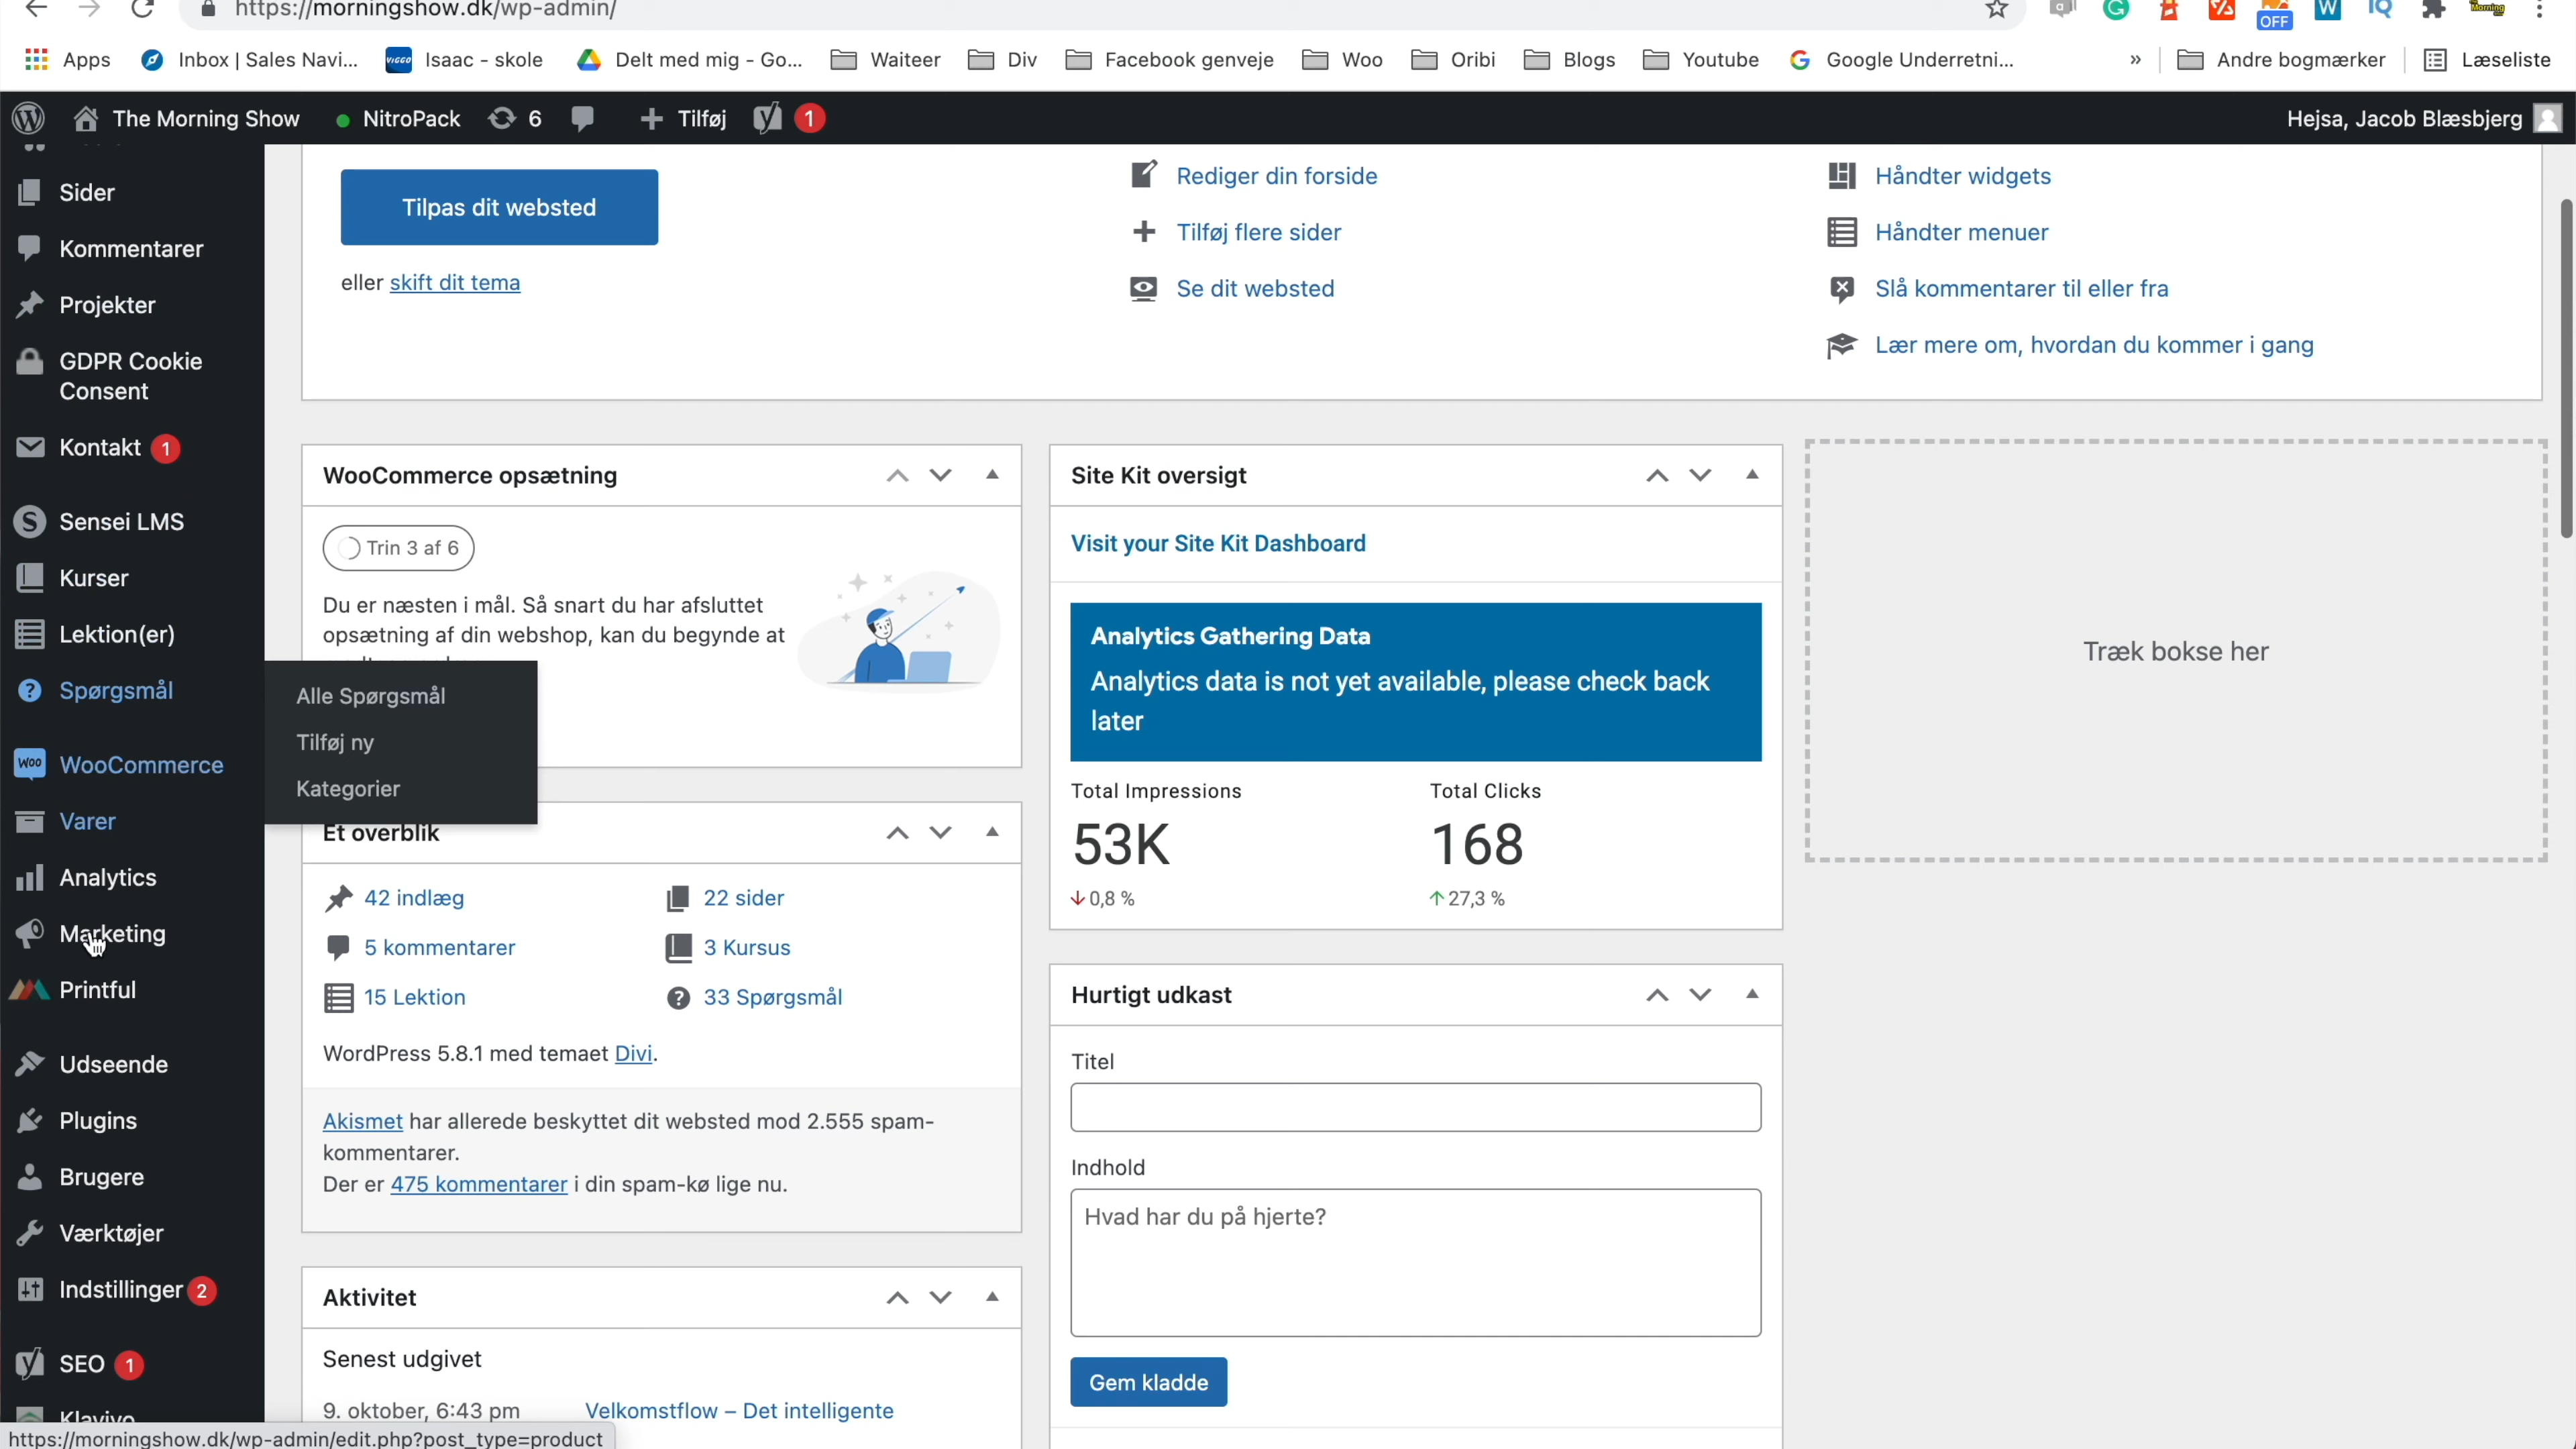 https://morningshow.dk/wp-admin/
OFF
W
IQ
Apps
Inbox | Sales Navi...
Isaac - skole
Delt med mig - Go...
Waiteer
Div
Facebook genveje
Woo
Oribi
Blogs
Youtube
Google Underretni...
»
Andre bogmærker
Læseliste
The Morning Show
NitroPack
6
Tilføj
1
Hejsa, Jacob Blæsbjerg
Sider
Kommentarer
Projekter
GDPR Cookie
Consent
Kontakt 1
Sensei LMS
Kurser
Lektion(er)
Spørgsmål
WooCommerce
Varer
Analytics
Marketing
Printful
Udseende
Plugins
Brugere
Værktøjer
Indstillinger 2
SEO 1
Klaviyo
Alle Spørgsmål
Tilføj ny
Kategorier
Tilpas dit websted
eller skift dit tema
Rediger din forside
Tilføj flere sider
Se dit websted
Håndter widgets
Håndter menuer
Slå kommentarer til eller fra
Lær mere om, hvordan du kommer i gang
WooCommerce opsætning
Trin 3 af 6
Du er næsten i mål. Så snart du har afsluttet
opsætning af din webshop, kan du begynde at
Et overblik
42 indlæg
22 sider
5 kommentarer
3 Kursus
15 Lektion
33 Spørgsmål
WordPress 5.8.1 med temaet Divi.
Akismet har allerede beskyttet dit websted mod 2.555 spam-
kommentarer.
Der er 475 kommentarer i din spam-kø lige nu.
Aktivitet
Senest udgivet
9. oktober, 6:43 pm
Velkomstflow – Det intelligente
Site Kit oversigt
Visit your Site Kit Dashboard
Analytics Gathering Data
Analytics data is not yet available, please check back
later
Total Impressions
53K
0,8 %
Total Clicks
168
27,3 %
Hurtigt udkast
Titel
Indhold
Hvad har du på hjerte?
Gem kladde
Træk bokse her
https://morningshow.dk/wp-admin/edit.php?post_type=product